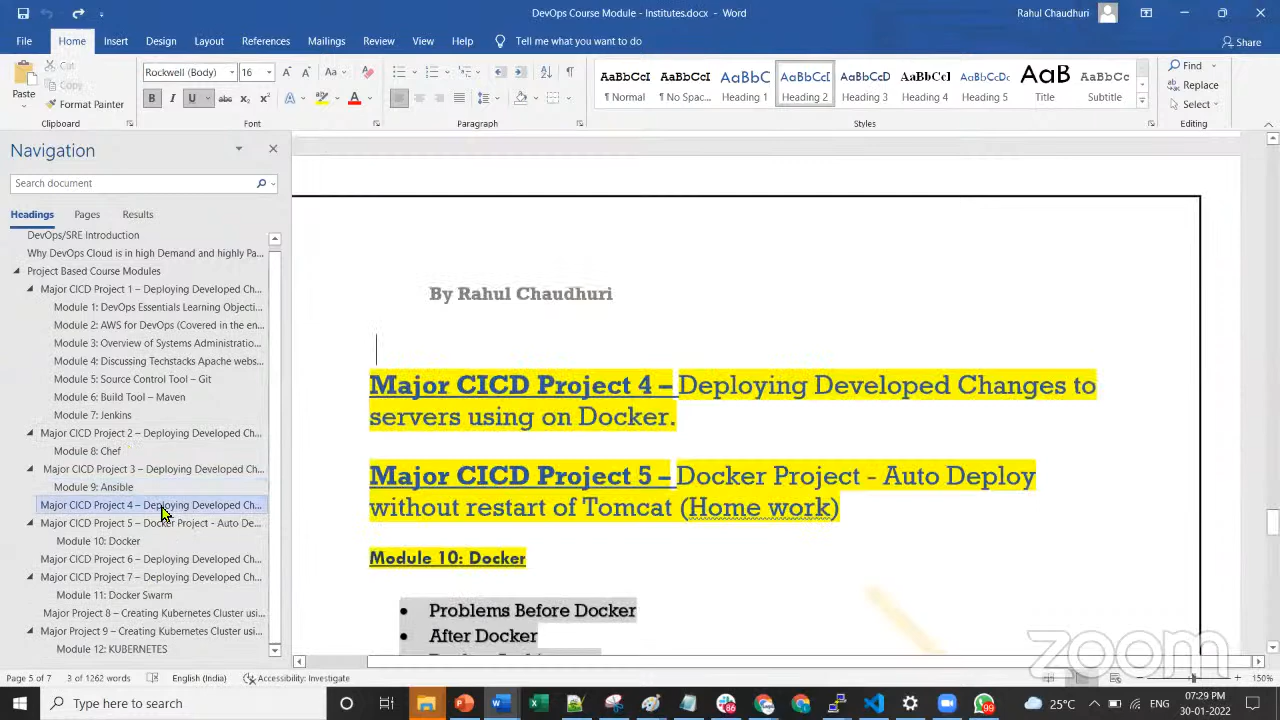 DevOps Course Module - Institutes.docx - Word
Rahul Chaudhuri
File Home Insert Design Layout References Mailings Review View Help Tell me what you want to do
Share
Paste
Cut
Copy
Format Painter
Clipboard
Rockwell (Body) 16
Font
Paragraph
AaBbCcI AaBbCcI AaBbC AaBbCcI AaBbCcD AaBbCcI AaBbCcD AaB AaBbCc
¶ Normal ¶ No Spac... Heading 1 Heading 2 Heading 3 Heading 4 Heading 5 Title Subtitle
Styles
Find
Replace
Select
Editing
Navigation
Search document
Headings Pages Results
DevOps/SRE Introduction
Why DevOps Cloud is in high Demand and highly Pa...
Project Based Course Modules
Major CICD Project 1 – Deploying Developed Ch...
Module 1: DevOps Essentials Learning Objecti...
Module 2: AWS for DevOps (Covered in the en...
Module 3: Overview of Systems Administratio...
Module 4: Discussing Techstacks Apache webs...
Module 5: Source Control Tool – Git
Module 6: Build Tool – Maven
Module 7: Jenkins
Major CICD Project 2 – Deploying Developed Ch...
Module 8: Chef
Major CICD Project 3 – Deploying Developed Ch...
Module 9: Ansible
Major CICD Project 4 – Deploying Developed Ch...
Major CICD Project 5 – Docker Project - Auto De...
Module 10: Docker
Major CICD Project 6 – Deploying Developed Ch...
Major CICD Project 7 – Deploying Developed Ch...
Module 11: Docker Swarm
Major Project 8 – Creating Kubernetes Cluster usi...
Major Project 9 – Creating Kubernetes Cluster usi...
Module 12: KUBERNETES
By Rahul Chaudhuri
Major CICD Project 4 – Deploying Developed Changes to
servers using on Docker.
Major CICD Project 5 – Docker Project - Auto Deploy
without restart of Tomcat (Home work)
Module 10: Docker
• Problems Before Docker
• After Docker
zoom
Page 5 of 7 3 of 1262 words English (India) Accessibility: Investigate
Type here to search
25°C
ENG
07:29 PM
30-01-2022